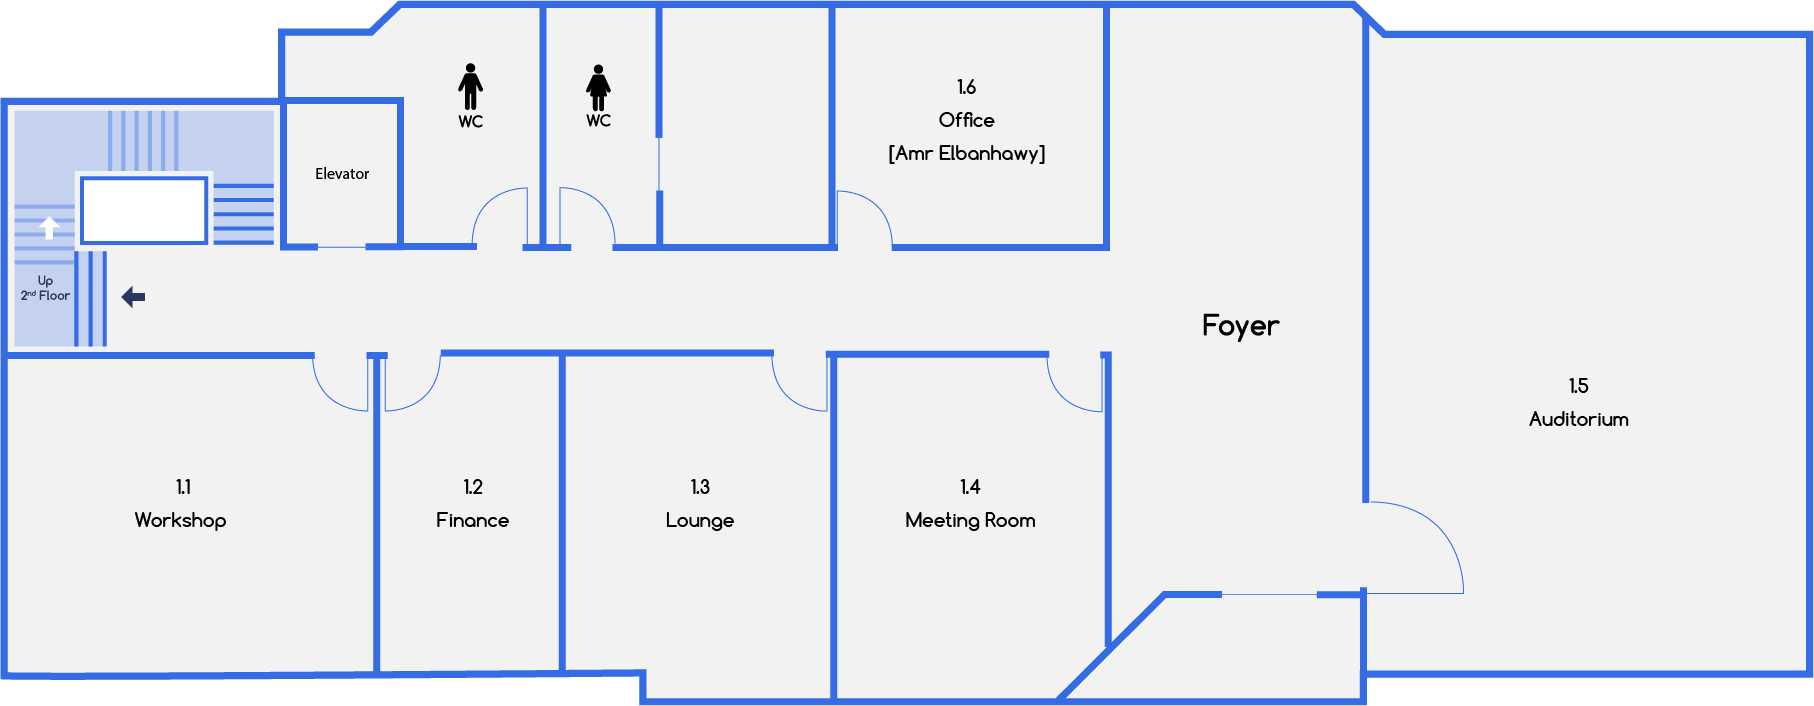 WC
WC
1.6
Office
[Amr Elbanhawy]
Elevator
Up
2nd Floor
Foyer
1.5
Auditorium
1.1
Workshop
1.2
Finance
1.3
Lounge
1.4
Meeting Room